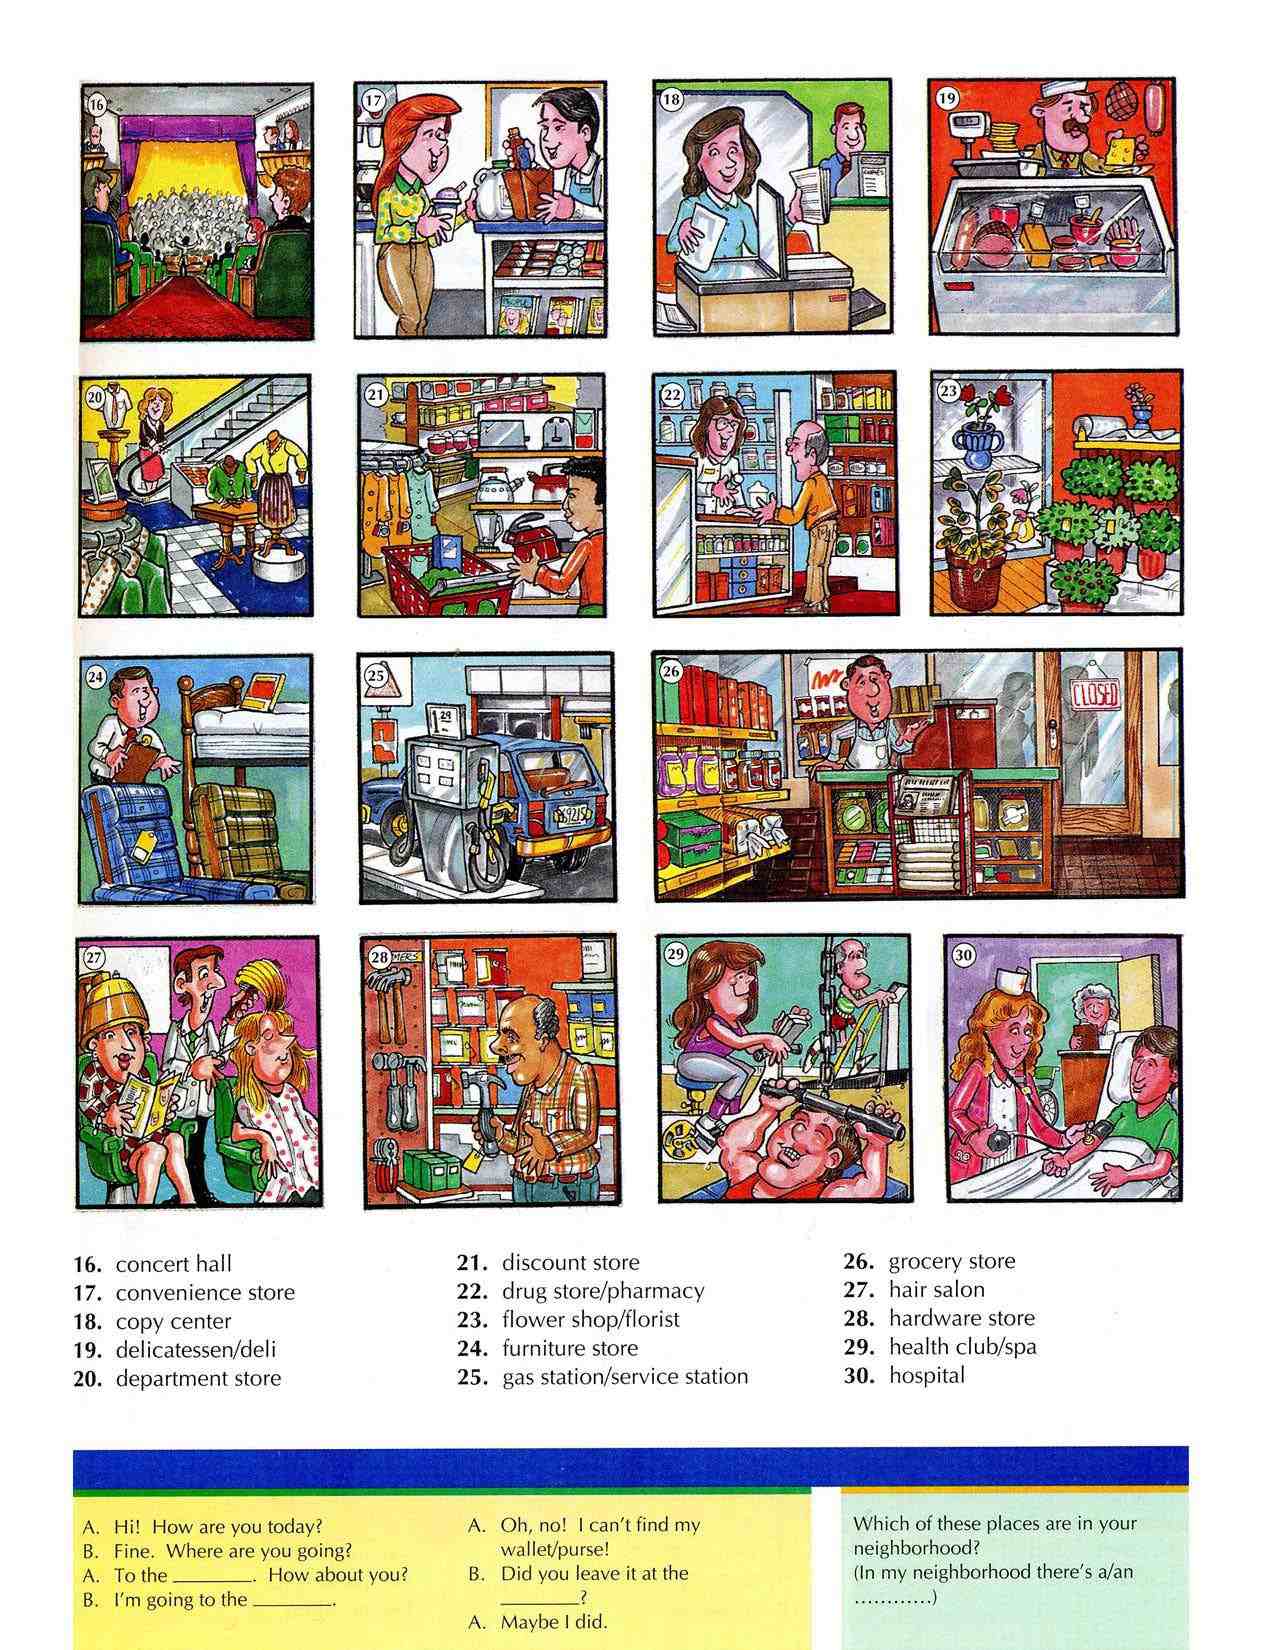 16
17
18
19
20
21
22
23
24
25
26
CLOSED
27
28
29
30
16. concert hall
17. convenience store
18. copy center
19. delicatessen/deli
20. department store
21. discount store
22. drug store/pharmacy
23. flower shop/florist
24. furniture store
25. gas station/service station
26. grocery store
27. hair salon
28. hardware store
29. health club/spa
30. hospital
A. Hi! How are you today?
B. Fine. Where are you going?
A. To the ________. How about you?
B. I'm going to the ________.
A. Oh, no! I can't find my
wallet/purse!
B. Did you leave it at the
________?
A. Maybe I did.
Which of these places are in your
neighborhood?
(In my neighborhood there's a/an
............)